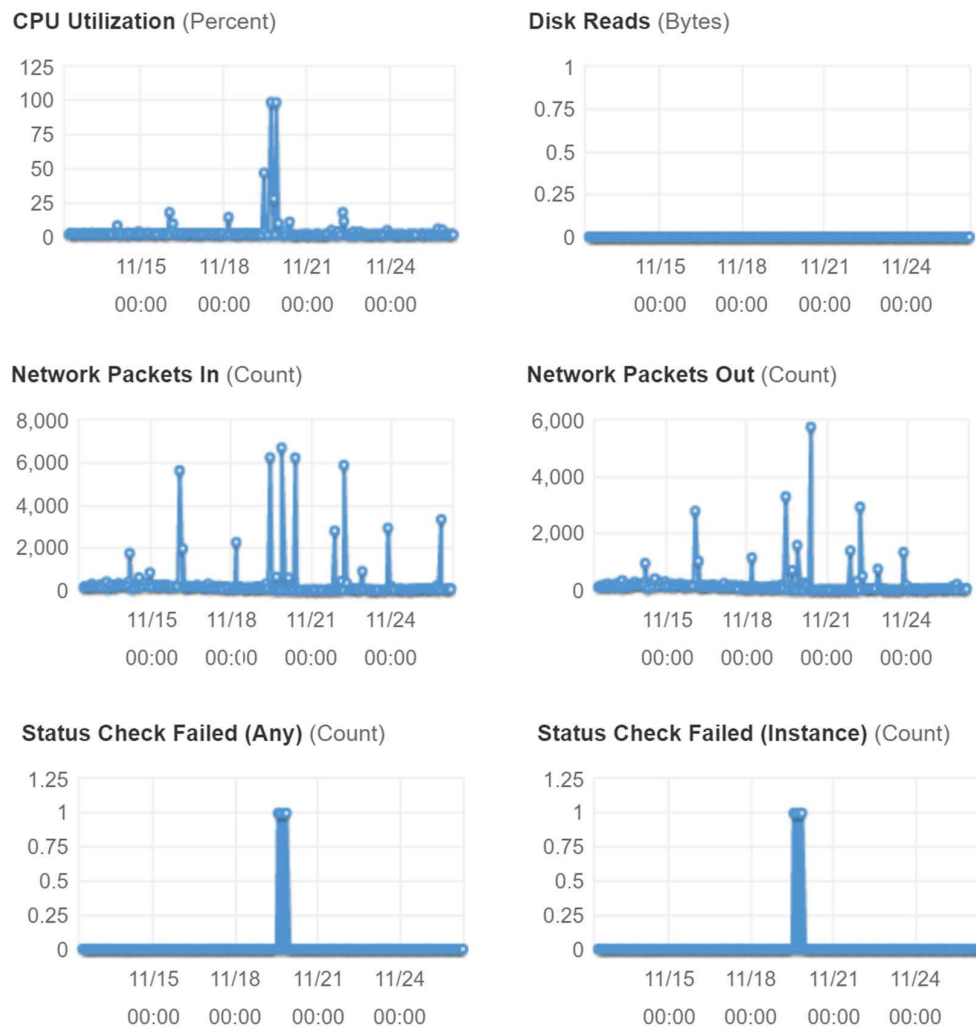 CPU Utilization (Percent)
125
100
75
50
25
0
11/15 11/18 11/21 11/24
00:00 00:00 00:00 00:00
Disk Reads (Bytes)
1
0.75
0.5
0.25
0
11/15 11/18 11/21 11/24
00:00 00:00 00:00 00:00
Network Packets In (Count)
8,000
6,000
4,000
2,000
0
11/15 11/18 11/21 11/24
00:00 00:00 00:00 00:00
Network Packets Out (Count)
6,000
4,000
2,000
0
11/15 11/18 11/21 11/24
00:00 00:00 00:00 00:00
Status Check Failed (Any) (Count)
1.25
1
0.75
0.5
0.25
0
11/15 11/18 11/21 11/24
00:00 00:00 00:00 00:00
Status Check Failed (Instance) (Count)
1.25
1
0.75
0.5
0.25
0
11/15 11/18 11/21 11/24
00:00 00:00 00:00 00:00